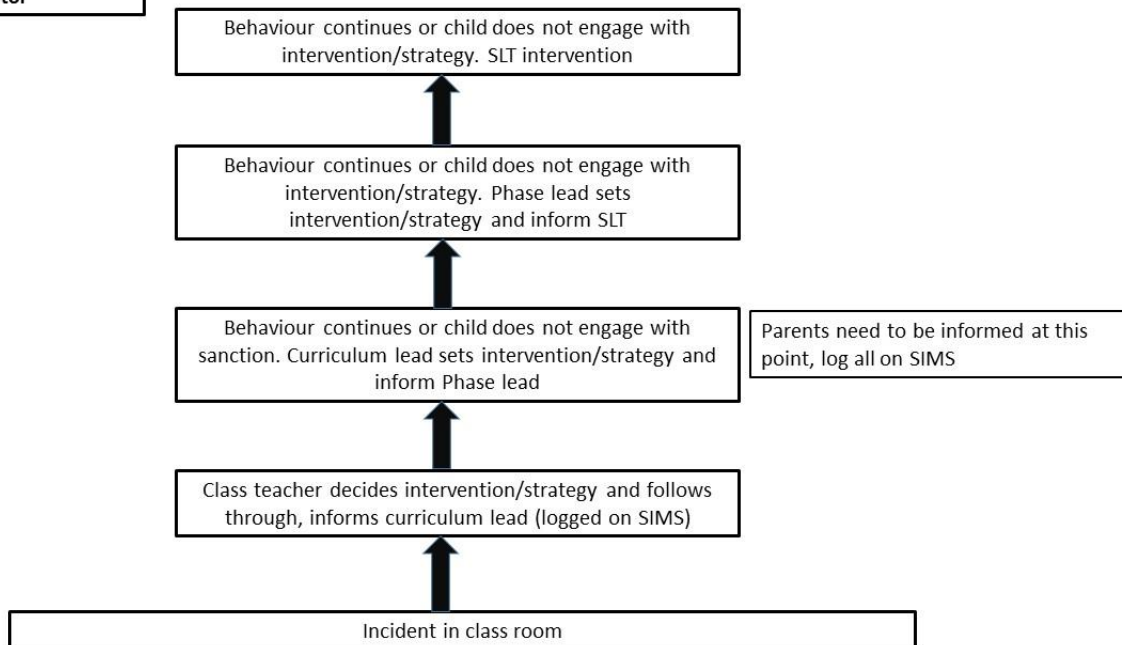 Behaviour continues or child does not engage with
intervention/strategy. SLT intervention
Behaviour continues or child does not engage with
intervention/strategy. Phase lead sets
intervention/strategy and inform SLT
Behaviour continues or child does not engage with
sanction. Curriculum lead sets intervention/strategy and
inform Phase lead
Parents need to be informed at this
point, log all on SIMS
Class teacher decides intervention/strategy and follows
through, informs curriculum lead (logged on SIMS)
Incident in class room